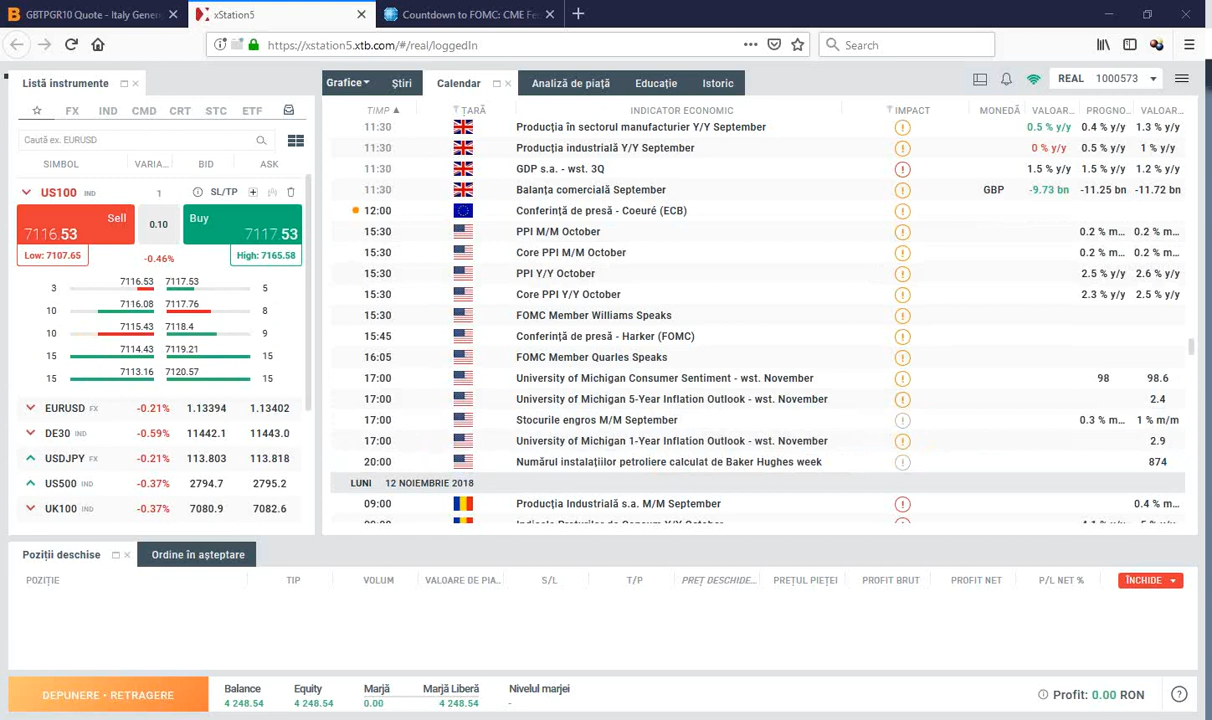 GBTPGR10 Quote - Italy Gener
xStation5
Countdown to FOMC: CME Fe
https://xstation5.xtb.com/#/real/loggedIn
Search
Listă instrumente
Grafice
Știri
Calendar
Analiză de piață
Educație
Istoric
REAL 1000573
FX IND CMD CRT STC ETF
TIMP ▲ ȚARĂ INDICATOR ECONOMIC IMPACT MONEDĂ VALOAR... PROGNO... VALOAR...
Caută ex. EURUSD
SIMBOL VARIA... BID ASK
US100 IND 1 SL/TP
Sell 7116.53
0.10
Buy 7117.53
Low: 7107.65
-0.46%
High: 7165.58
3 7116.53 7117.53 5
10 7116.08 7117.76 8
10 7115.43 7118.4 9
15 7114.43 7119.21 15
15 7113.16 7120.57 15
EURUSD FX -0.21% 1.13394 1.13402
DE30 IND -0.59% 11442.1 11443.0
USDJPY FX -0.21% 113.803 113.818
US500 IND -0.37% 2794.7 2795.2
UK100 IND -0.37% 7080.9 7082.6
11:30 Producția în sectorul manufacturier Y/Y September 0.5 % y/y 0.4 % y/y 1.3 % y/y
11:30 Producția industrială Y/Y September 0 % y/y 0.5 % y/y 1 % y/y
11:30 GDP s.a. - wst. 3Q 1.5 % y/y 1.5 % y/y 1.2 % y/y
11:30 Balanța comercială September GBP -9.73 bn -11.25 bn -11.72 bn
12:00 Conferință de presă - Coeuré (ECB)
15:30 PPI M/M October 0.2 % m... 0.2 % m...
15:30 Core PPI M/M October 0.2 % m... 0.2 % m...
15:30 PPI Y/Y October 2.5 % y/y 2.6 % y/y
15:30 Core PPI Y/Y October 2.3 % y/y 2.5 % y/y
15:30 FOMC Member Williams Speaks
15:45 Conferință de presă - Harker (FOMC)
16:05 FOMC Member Quarles Speaks
17:00 University of Michigan Consumer Sentiment - wst. November 98 98.6
17:00 University of Michigan 5-Year Inflation Outlook - wst. November 2.4
17:00 Stocurile engros M/M September 0.3 % m... 1 % m/m
17:00 University of Michigan 1-Year Inflation Outlook - wst. November 2.9
20:00 Numărul instalațiilor petroliere calculat de Baker Hughes week 874
LUNI 12 NOIEMBRIE 2018
09:00 Producția Industrială s.a. M/M September 0.4 % m...
Poziții deschise
Ordine în așteptare
POZIȚIE TIP VOLUM VALOARE DE PIA... S/L T/P PREȚ DESCHIDE... PREȚUL PIEȚEI PROFIT BRUT PROFIT NET P/L NET % ÎNCHIDE
DEPUNERE • RETRAGERE
Balance Equity Marjă Marjă Liberă Nivelul marjei
4 248.54 4 248.54 0.00 4 248.54 -
Profit: 0.00 RON